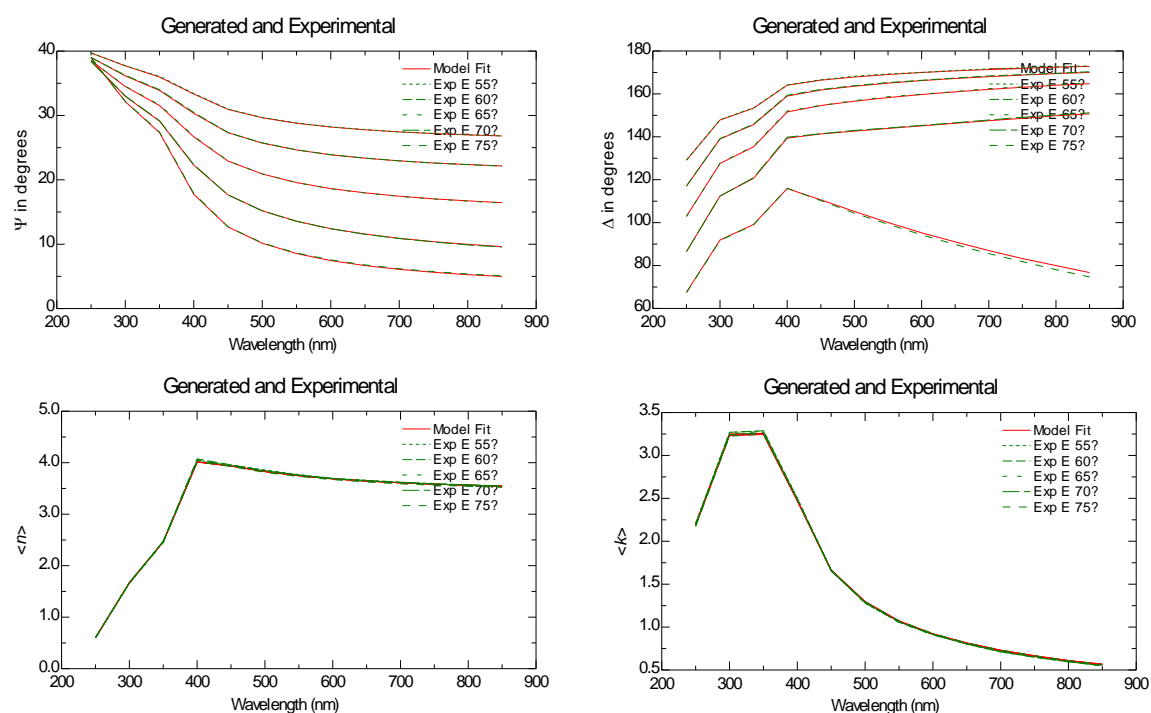 Generated and Experimental
40
30
20
10
0
Ψ in degrees
200 300 400 500 600 700 800 900
Wavelength (nm)
Model Fit
Exp E 55?
Exp E 60?
Exp E 65?
Exp E 70?
Exp E 75?
Generated and Experimental
180
160
140
120
100
80
60
Δ in degrees
200 300 400 500 600 700 800 900
Wavelength (nm)
Model Fit
Exp E 55?
Exp E 60?
Exp E 65?
Exp E 70?
Exp E 75?
Generated and Experimental
5.0
4.0
3.0
2.0
1.0
0.0
<n>
200 300 400 500 600 700 800 900
Wavelength (nm)
Model Fit
Exp E 55?
Exp E 60?
Exp E 65?
Exp E 70?
Exp E 75?
Generated and Experimental
3.5
3.0
2.5
2.0
1.5
1.0
0.5
<k>
200 300 400 500 600 700 800 900
Wavelength (nm)
Model Fit
Exp E 55?
Exp E 60?
Exp E 65?
Exp E 70?
Exp E 75?